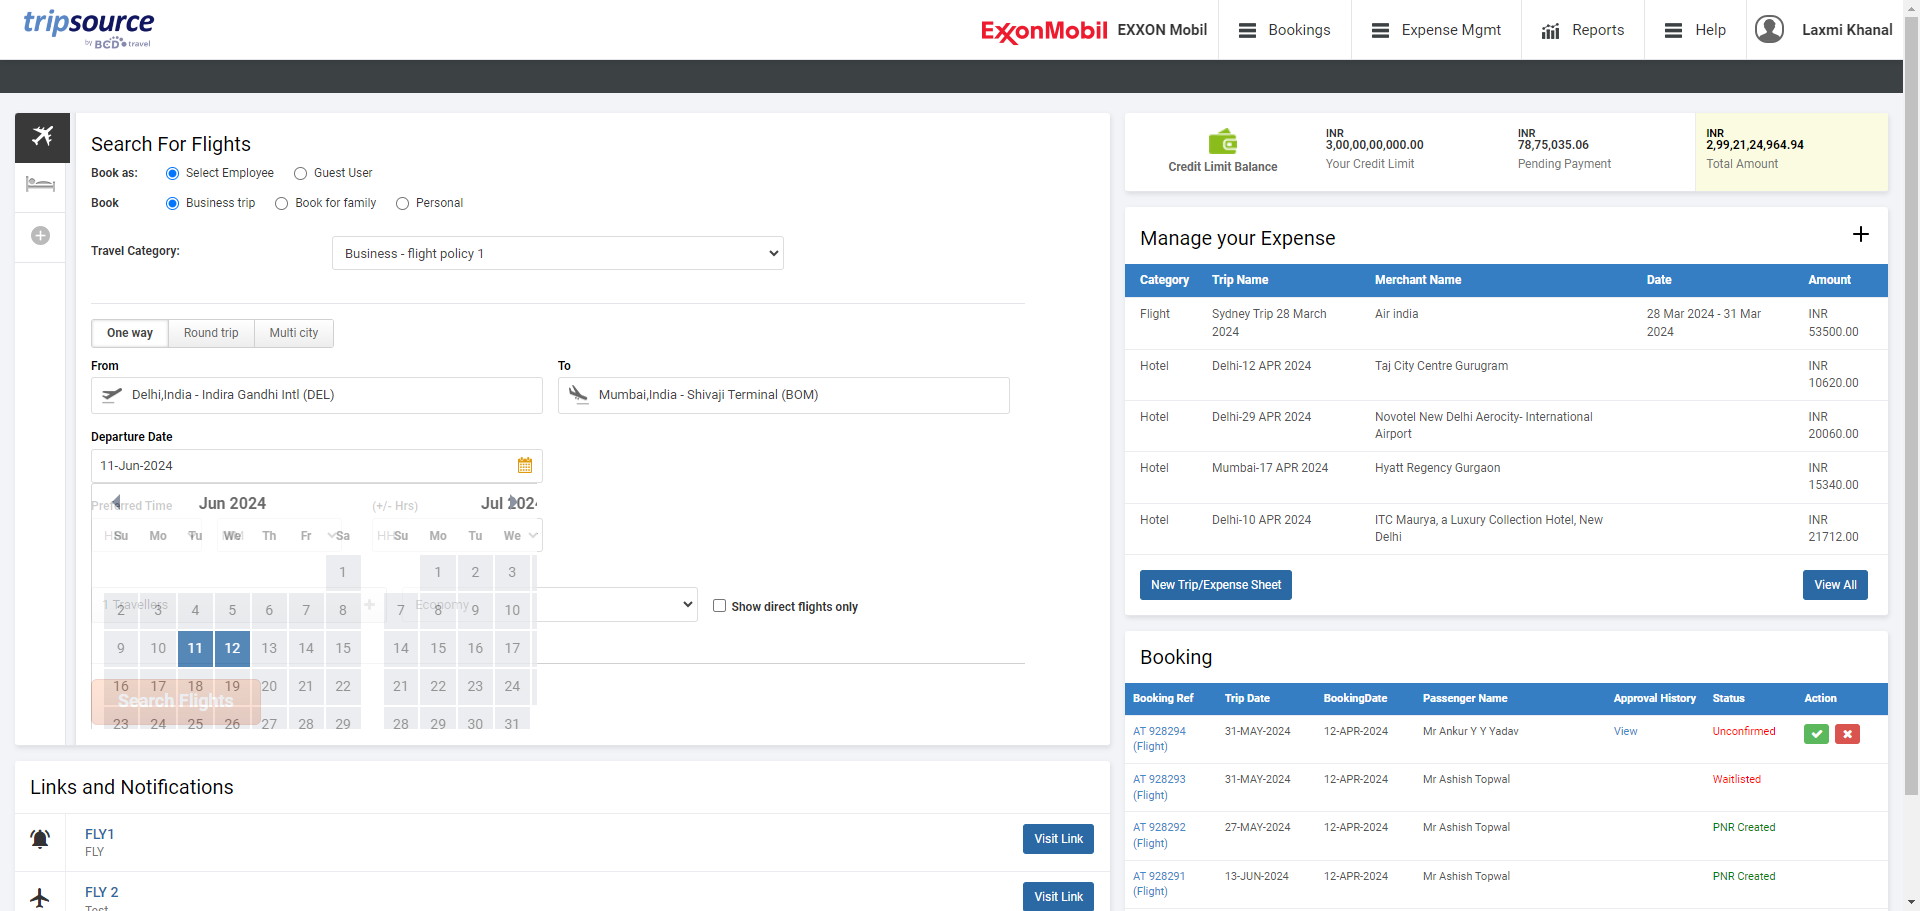 tripsource
by BCD travel
ExxonMobil EXXON Mobil
Bookings
Expense Mgmt
Reports
Help
Laxmi Khanal
Search For Flights
Book as: Select Employee Guest User
Book Business trip Book for family Personal
Travel Category: Business - flight policy 1
One way Round trip Multi city
From
Delhi,India - Indira Gandhi Intl (DEL)
To
Mumbai,India - Shivaji Terminal (BOM)
Departure Date
11-Jun-2024
Preferred Time
(+/- Hrs)
Jun 2024
Su Mo Tu We Th Fr Sa
1
2 3 4 5 6 7 8
9 10 11 12 13 14 15
16 17 18 19 20 21 22
23 24 25 26 27 28 29
Jul 2024
Su Mo Tu We
1 2 3
7 8 9 10
14 15 16 17
21 22 23 24
28 29 30 31
1 Travellers
Economy
Show direct flights only
Search Flights
Links and Notifications
FLY1
FLY
Visit Link
FLY 2
Test
Visit Link
Credit Limit Balance
INR
3,00,00,00,000.00
Your Credit Limit
INR
78,75,035.06
Pending Payment
INR
2,99,21,24,964.94
Total Amount
Manage your Expense
Category Trip Name Merchant Name Date Amount
Flight Sydney Trip 28 March Air india 28 Mar 2024 - 31 Mar INR
2024 2024 53500.00
Hotel Delhi-12 APR 2024 Taj City Centre Gurugram INR
10620.00
Hotel Delhi-29 APR 2024 Novotel New Delhi Aerocity- International INR
Airport 20060.00
Hotel Mumbai-17 APR 2024 Hyatt Regency Gurgaon INR
15340.00
Hotel Delhi-10 APR 2024 ITC Maurya, a Luxury Collection Hotel, New INR
Delhi 21712.00
New Trip/Expense Sheet
View All
Booking
Booking Ref Trip Date BookingDate Passenger Name Approval History Status Action
AT 928294 31-MAY-2024 12-APR-2024 Mr Ankur Y Y Yadav View Unconfirmed
(Flight)
AT 928293 31-MAY-2024 12-APR-2024 Mr Ashish Topwal Waitlisted
(Flight)
AT 928292 27-MAY-2024 12-APR-2024 Mr Ashish Topwal PNR Created
(Flight)
AT 928291 13-JUN-2024 12-APR-2024 Mr Ashish Topwal PNR Created
(Flight)